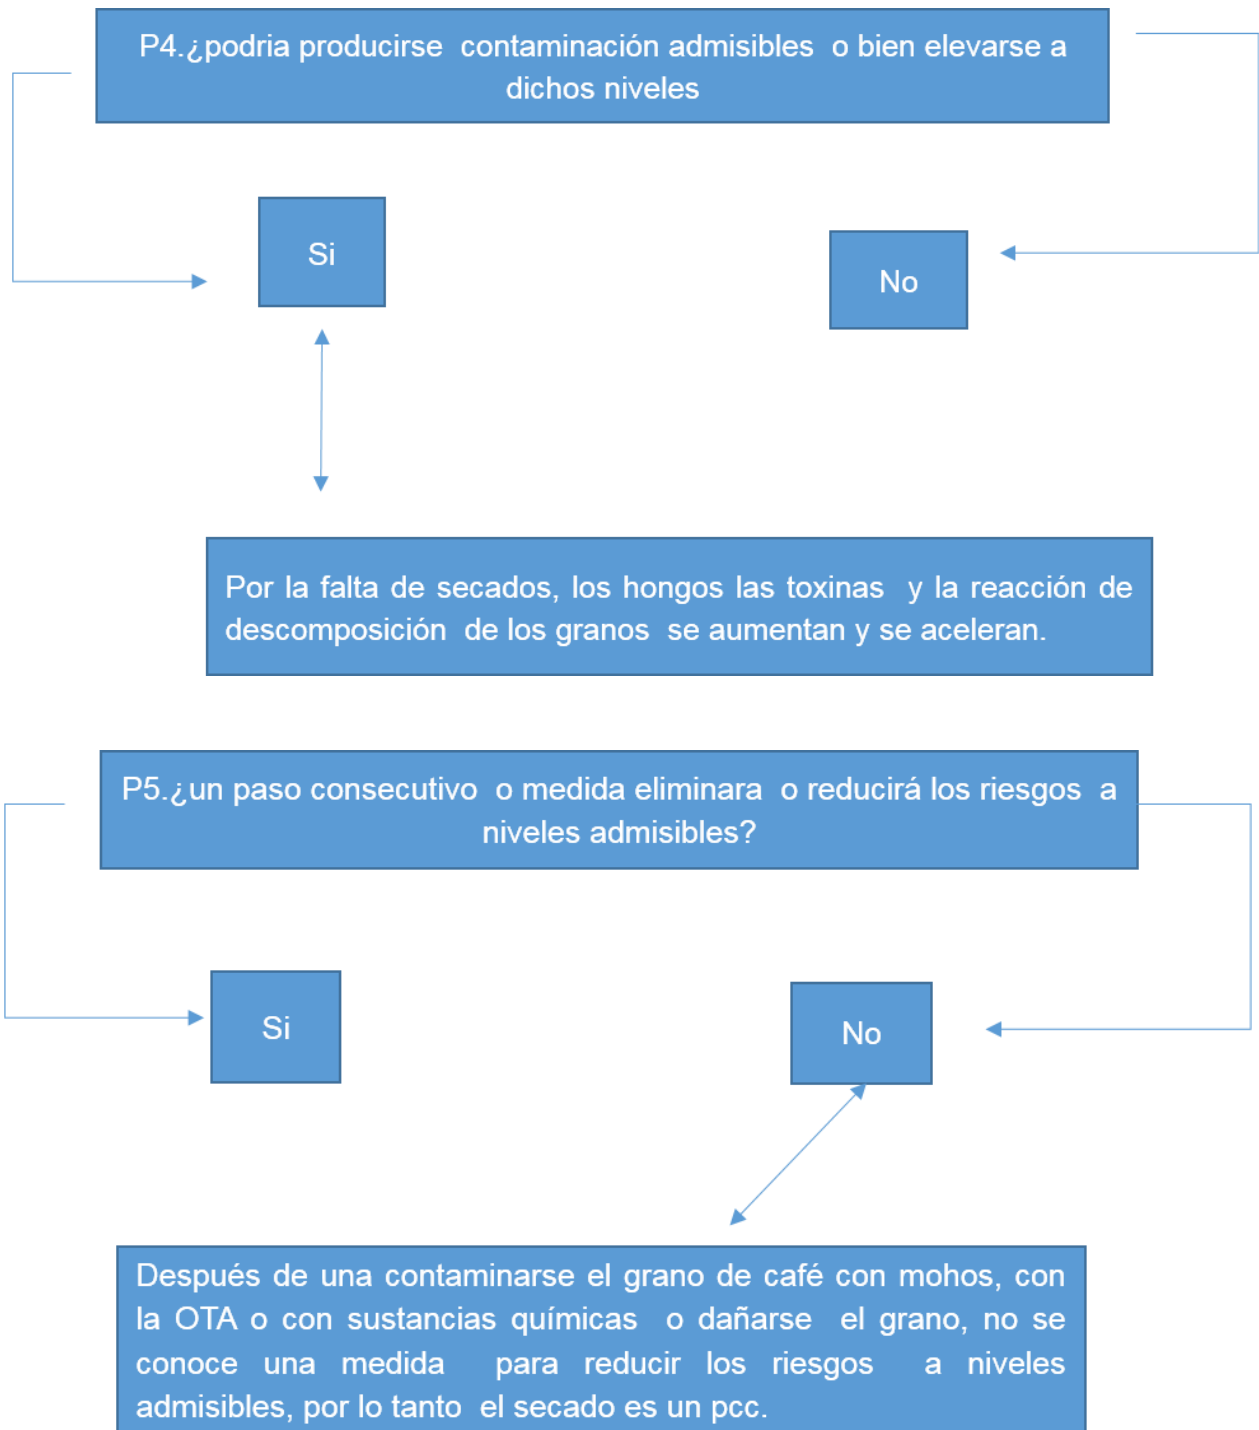 P4.¿podria producirse contaminación admisibles o bien elevarse a
dichos niveles
Si
No
Por la falta de secados, los hongos las toxinas y la reacción de
descomposición de los granos se aumentan y se aceleran.
P5.¿un paso consecutivo o medida eliminara o reducirá los riesgos a
niveles admisibles?
Si
No
Después de una contaminarse el grano de café con mohos, con
la OTA o con sustancias químicas o dañarse el grano, no se
conoce una medida para reducir los riesgos a niveles
admisibles, por lo tanto el secado es un pcc.